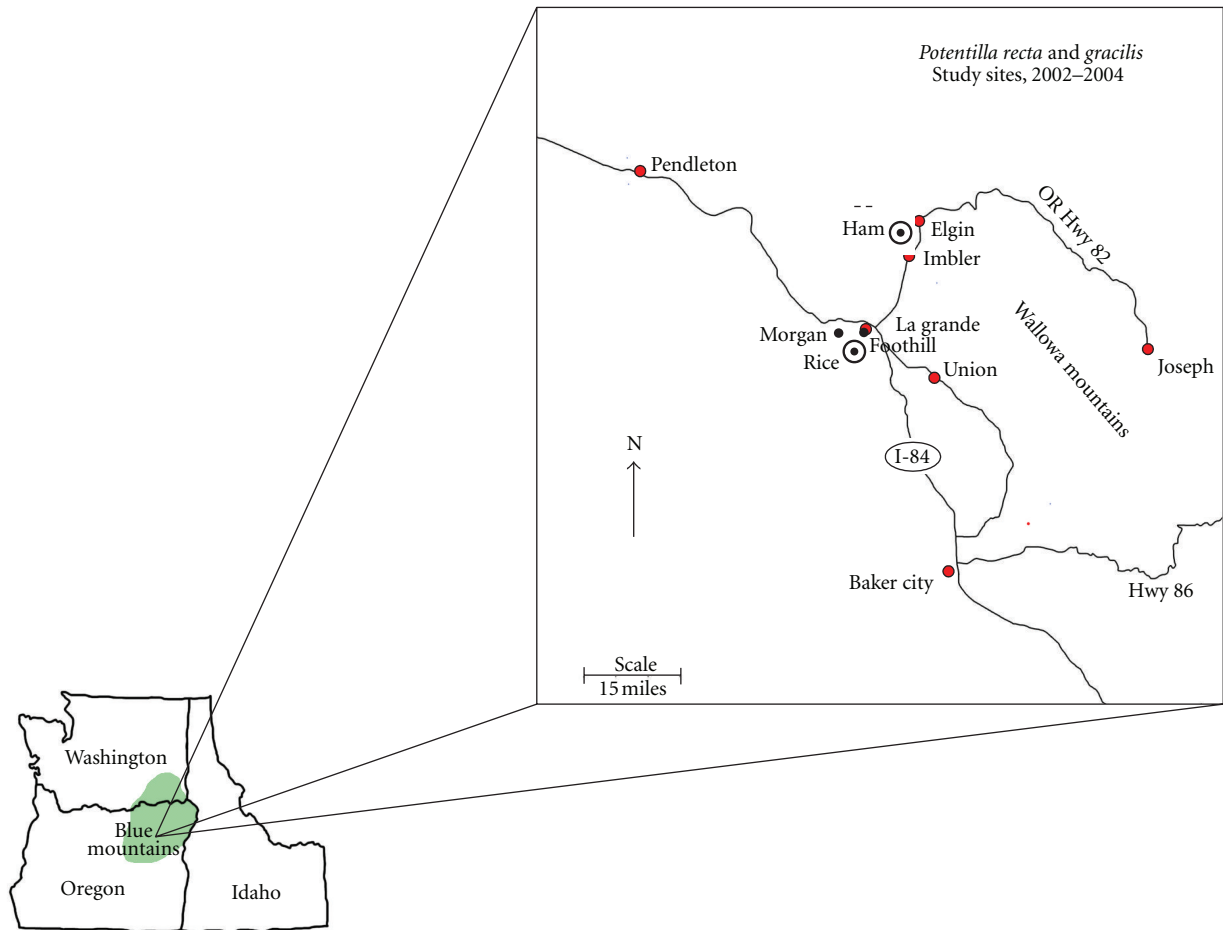 Potentilla recta and gracilis
Study sites, 2002–2004
Pendleton
Ham
Elgin
OR Hwy 82
Imbler
La grande
Morgan
Foothill
Rice
Union
Wallowa mountains
Joseph
N
I-84
Baker city
Hwy 86
Scale
15 miles
Washington
Blue
mountains
Oregon
Idaho